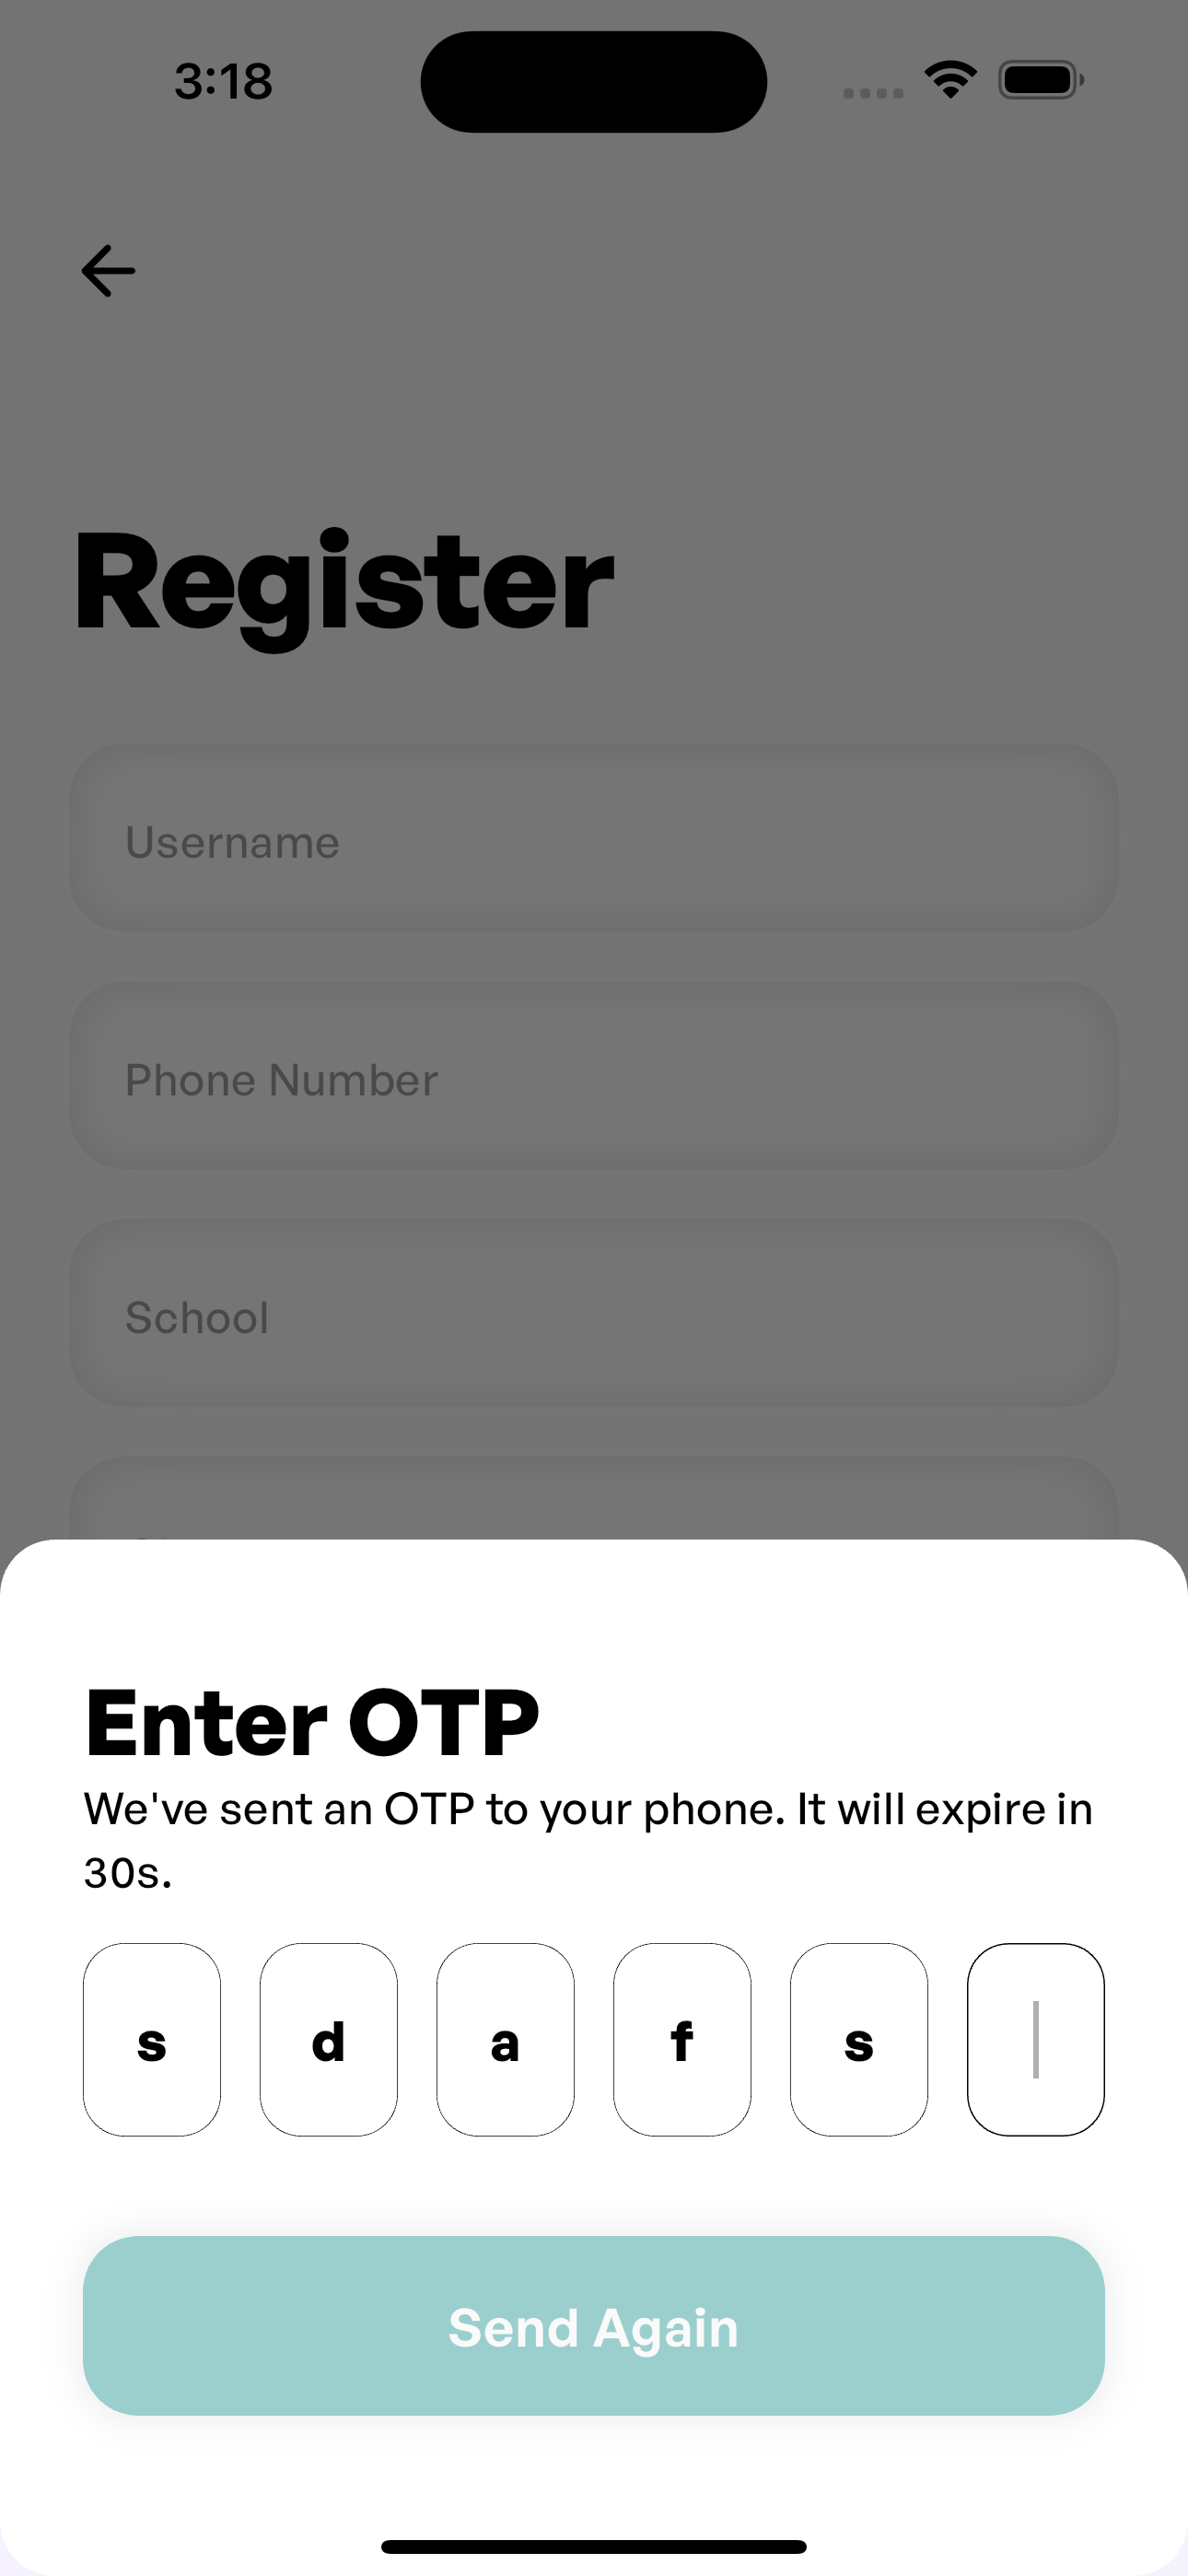 3:18
Register
Username
Phone Number
School
Enter OTP
We've sent an OTP to your phone. It will expire in
30s.
s d a f s
Send Again